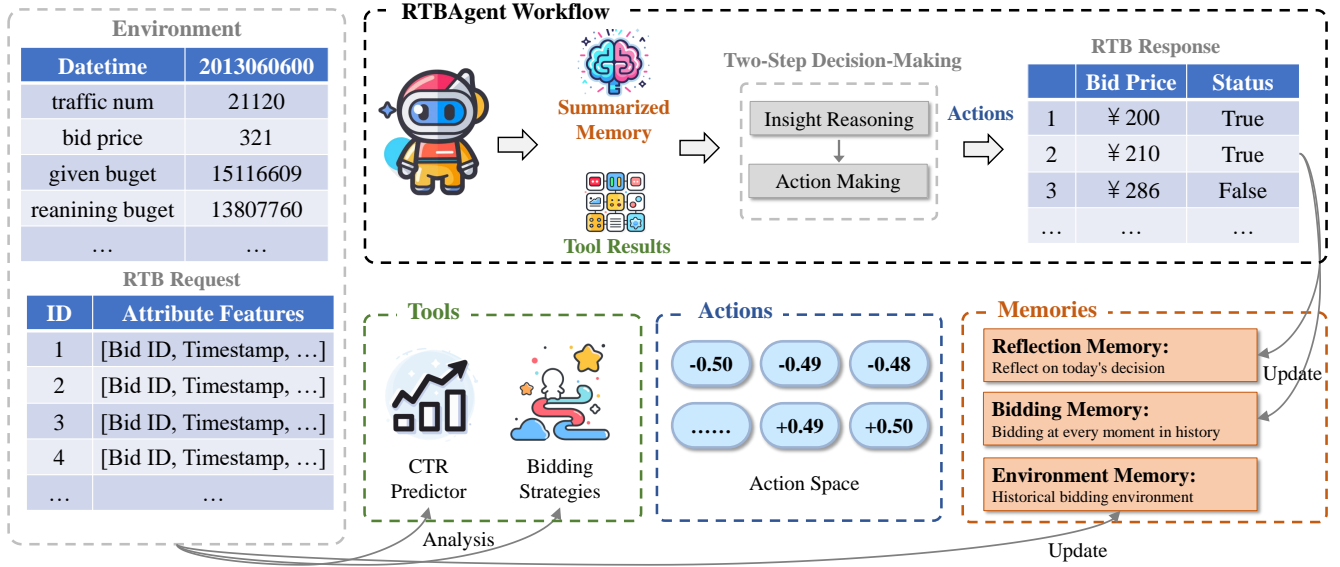 Environment
Datetime 2013060600
traffic num 21120
bid price 321
given buget 15116609
reanining buget 13807760
... ...
RTB Request
ID Attribute Features
1 [Bid ID, Timestamp, ...]
2 [Bid ID, Timestamp, ...]
3 [Bid ID, Timestamp, ...]
4 [Bid ID, Timestamp, ...]
... ...
RTBAgent Workflow
Summarized
Memory
Tool Results
Two-Step Decision-Making
Insight Reasoning
Action Making
Actions
RTB Response
Bid Price Status
1 ¥ 200 True
2 ¥ 210 True
3 ¥ 286 False
... ... ...
Tools
CTR
Predictor
Bidding
Strategies
Analysis
Actions
-0.50 -0.49 -0.48
...... +0.49 +0.50
Action Space
Memories
Reflection Memory:
Reflect on today's decision
Bidding Memory:
Bidding at every moment in history
Environment Memory:
Historical bidding environment
Update
Update